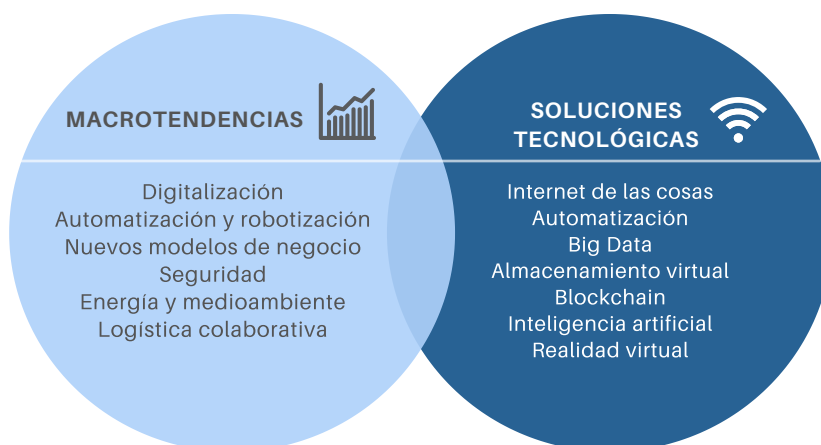 MACROTENDENCIAS
Digitalización
Automatización y robotización
Nuevos modelos de negocio
Seguridad
Energía y medioambiente
Logística colaborativa
SOLUCIONES
TECNOLÓGICAS
Internet de las cosas
Automatización
Big Data
Almacenamiento virtual
Blockchain
Inteligencia artificial
Realidad virtual